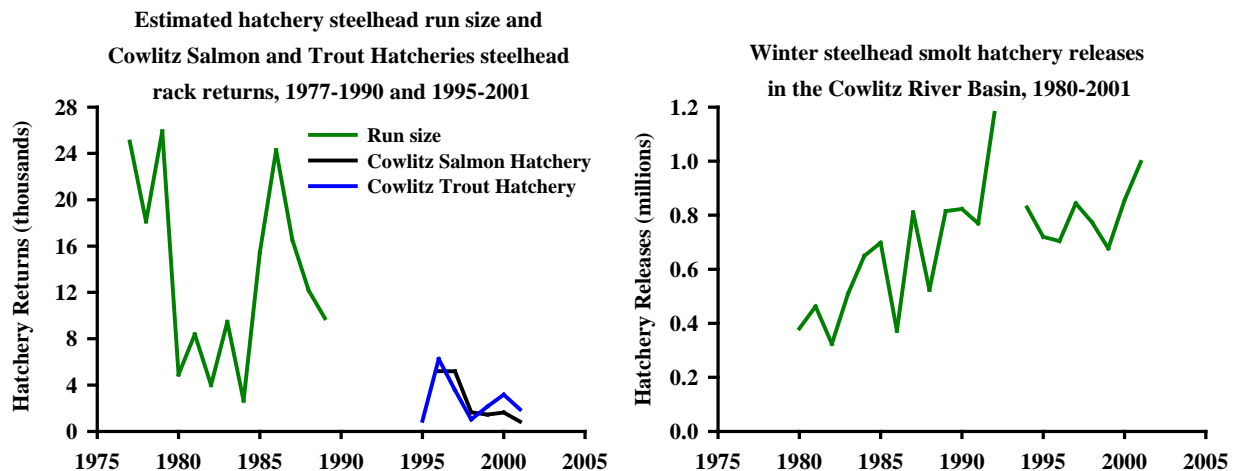 Estimated hatchery steelhead run size and
Cowlitz Salmon and Trout Hatcheries steelhead
rack returns, 1977-1990 and 1995-2001
28
24
20
16
12
8
4
0
Hatchery Returns (thousands)
Run size
Cowlitz Salmon Hatchery
Cowlitz Trout Hatchery
1975 1980 1985 1990 1995 2000 2005
Winter steelhead smolt hatchery releases
in the Cowlitz River Basin, 1980-2001
1.2
1.0
0.8
0.6
0.4
0.2
0.0
Hatchery Releases (millions)
1975 1980 1985 1990 1995 2000 2005